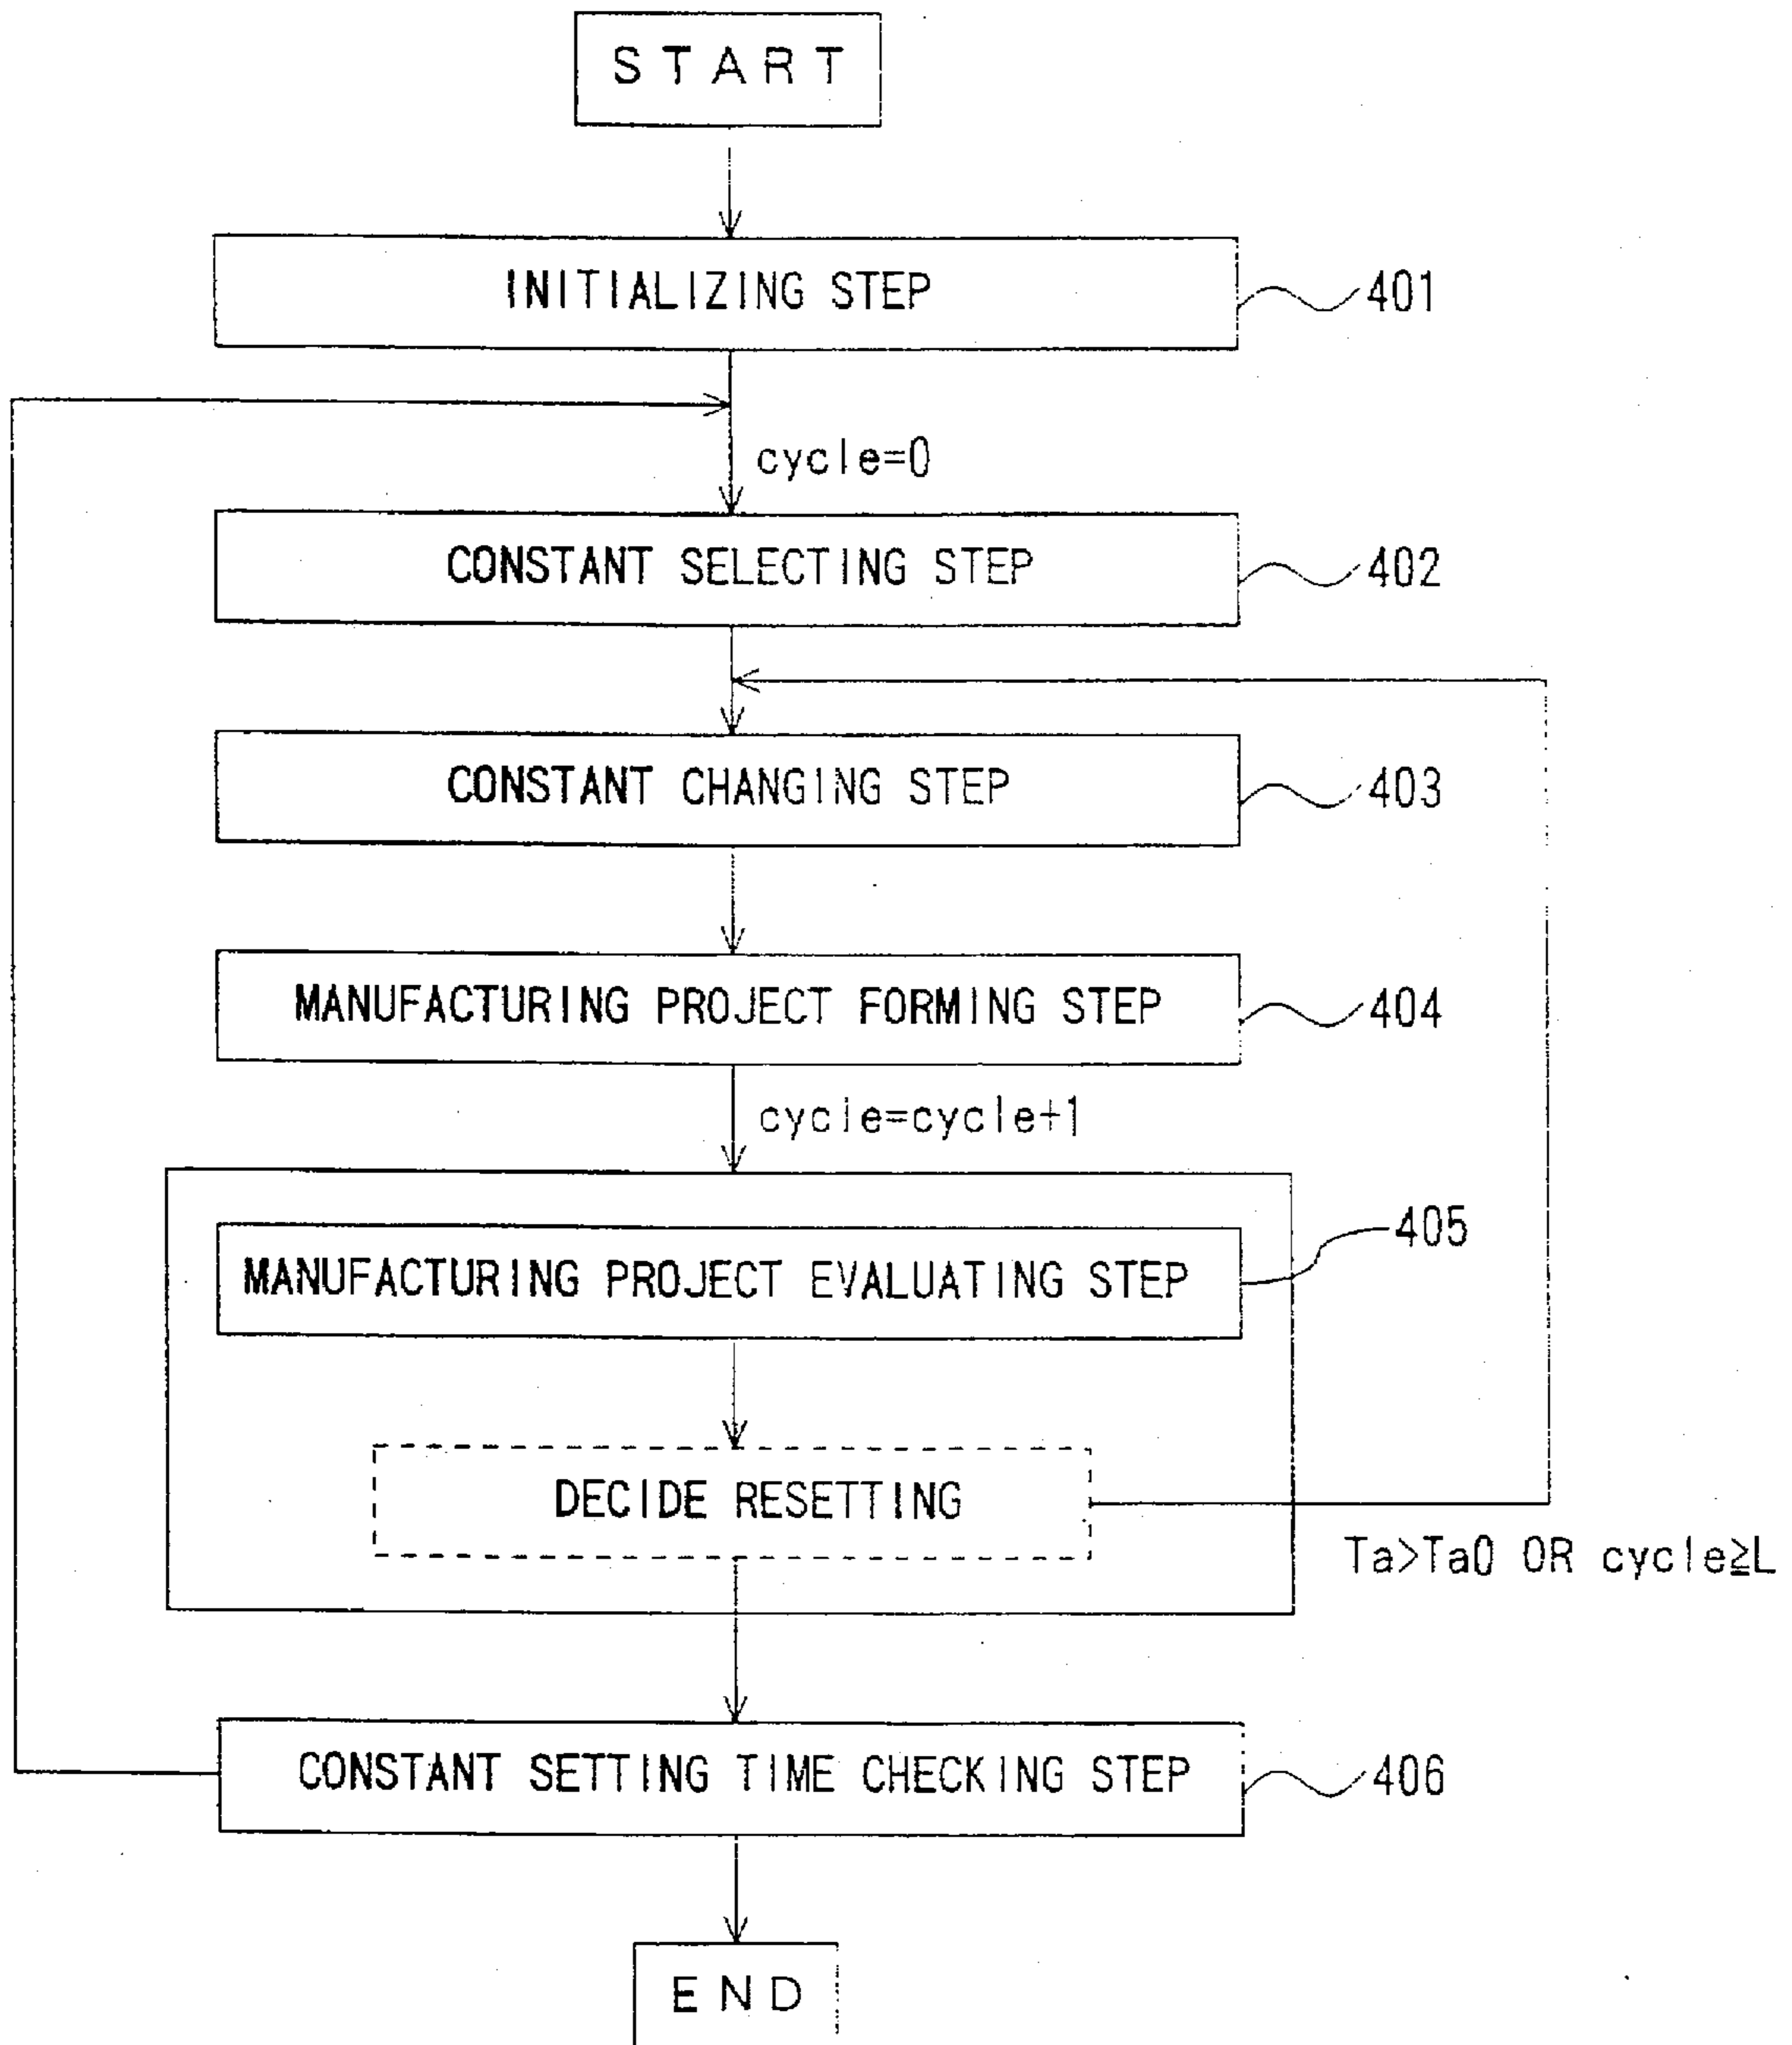 START
INITIALIZING STEP
401
cycle=0
CONSTANT SELECTING STEP
402
CONSTANT CHANGING STEP
403
MANUFACTURING PROJECT FORMING STEP
404
cycle=cycle+1
405
MANUFACTURING PROJECT EVALUATING STEP
DECIDE RESETTING
Ta>Ta0 OR cycle≧L
CONSTANT SETTING TIME CHECKING STEP
406
END